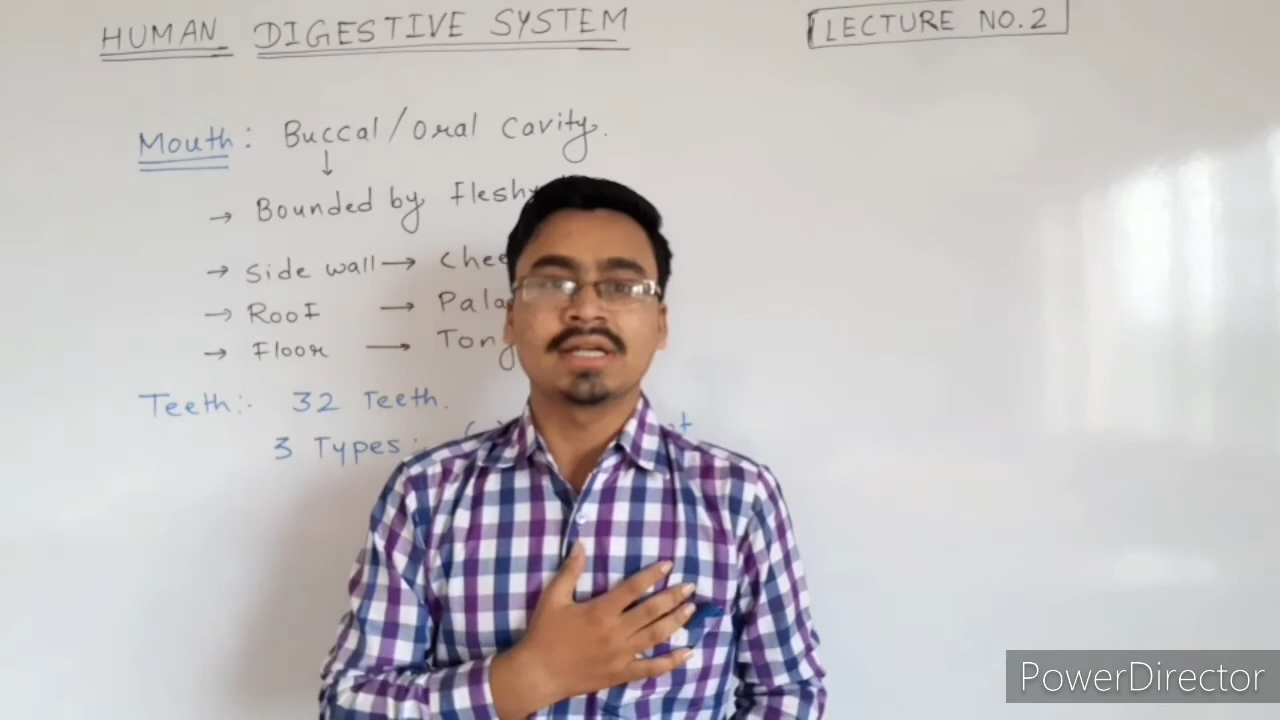 HUMAN DIGESTIVE SYSTEM
LECTURE NO.2
Mouth: Buccal/Oral Cavity.
↓
→ Bounded by Fleshy
→ Side wall →
→ Roof →
→ Floor →
Teeth:- 32 Teeth.
3 Types:-
PowerDirector